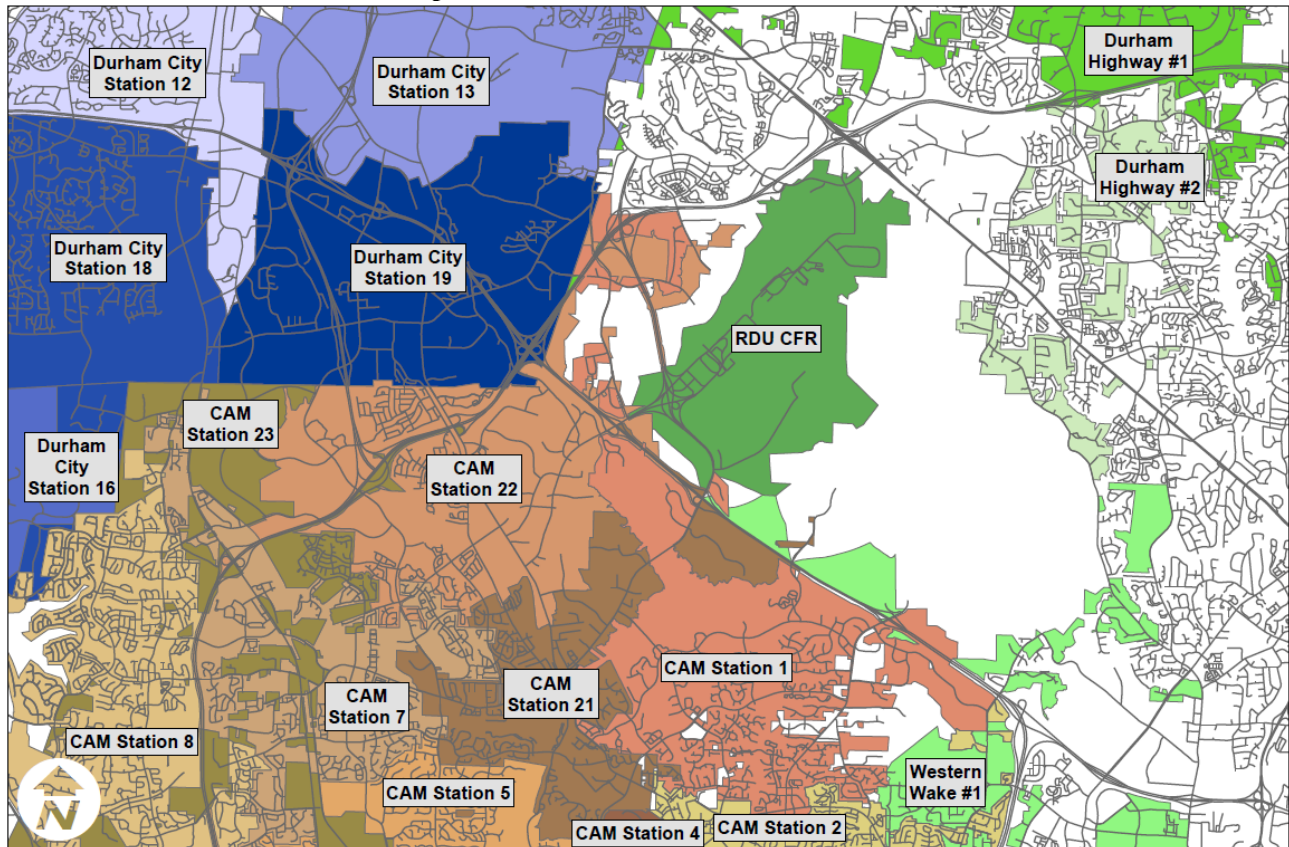 Durham City
Station 12
Durham City
Station 13
Durham
Highway #1
Durham
Highway #2
Durham City
Station 18
Durham City
Station 19
RDU CFR
CAM
Station 23
Durham
City
Station 16
CAM
Station 22
CAM Station 1
CAM
Station 21
CAM
Station 7
CAM Station 8
Western
Wake #1
CAM Station 5
CAM Station 4
CAM Station 2
N